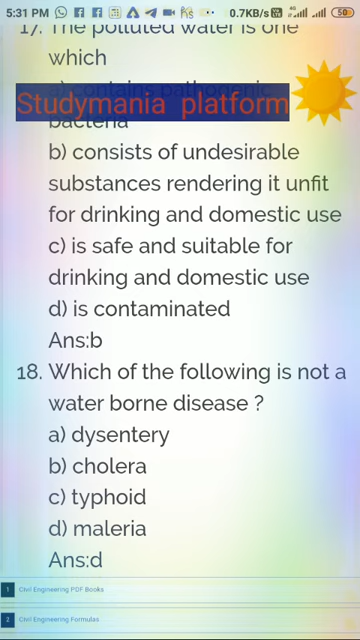 5:31 PM 0.7KB/s 4G 50
17. The polluted water is one
which
a) contains pathogenic
Studymania platform
bacteria
b) consists of undesirable
substances rendering it unfit
for drinking and domestic use
c) is safe and suitable for
drinking and domestic use
d) is contaminated
Ans:b
18. Which of the following is not a
water borne disease ?
a) dysentery
b) cholera
c) typhoid
d) maleria
Ans:d
1 Civil Engineering PDF Books
2 Civil Engineering Formulas